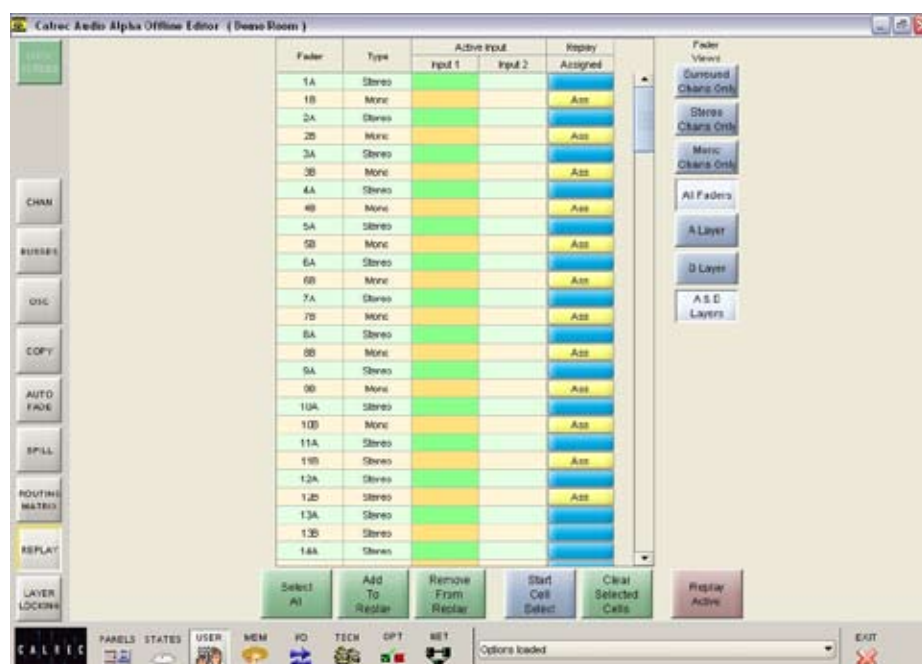 Calrec Audio Alpha Offline Editor ( Demo Room )
Fader Type Active Input Replay
Input 1 Input 2 Assigned
1A Stereo
1B Mono Ass
2A Stereo
2B Mono Ass
3A Stereo
3B Mono Ass
4A Stereo
4B Mono Ass
5A Stereo
5B Mono Ass
6A Stereo
6B Mono Ass
7A Stereo
7B Mono Ass
8A Stereo
8B Mono Ass
9A Stereo
9B Mono Ass
10A Stereo
10B Mono Ass
11A Stereo
11B Stereo Ass
12A Stereo
12B Stereo Ass
13A Stereo
13B Stereo
14A Stereo
Fader
Views
Surround
Chans Only
Stereo
Chans Only
Mono
Chans Only
All Faders
A Layer
B Layer
A & B
Layers
CHAN
BUSSES
OSC
COPY
AUTO
FADE
SPILL
ROUTING
MATRIX
REPLAY
LAYER
LOCKING
Select
All
Add
To
Replay
Remove
From
Replay
Start
Cell
Select
Clear
Selected
Cells
Replay
Active
CALREC
PANELS STATES USER MEM I/O TECH OPT NET
Options loaded
EXIT